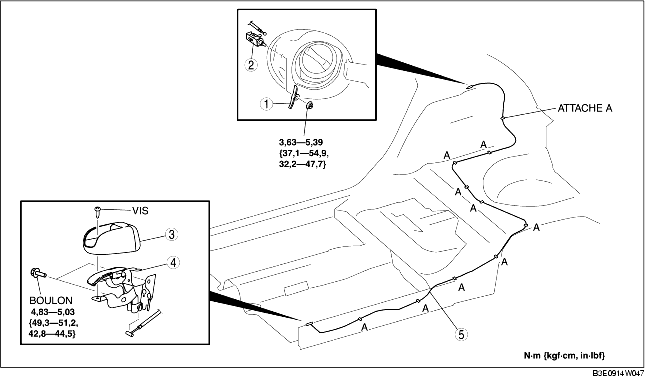 2
1
3,63—5,39
{37,1—54,9,
32,2—47,7}
ATTACHE A
A
A
A
A
A
A
A
A
A
VIS
3
4
BOULON
4,83—5,03
{49,3—51,2,
42,8—44,5}
5
N·m {kgf·cm, in·lbf}
B3E0914W047